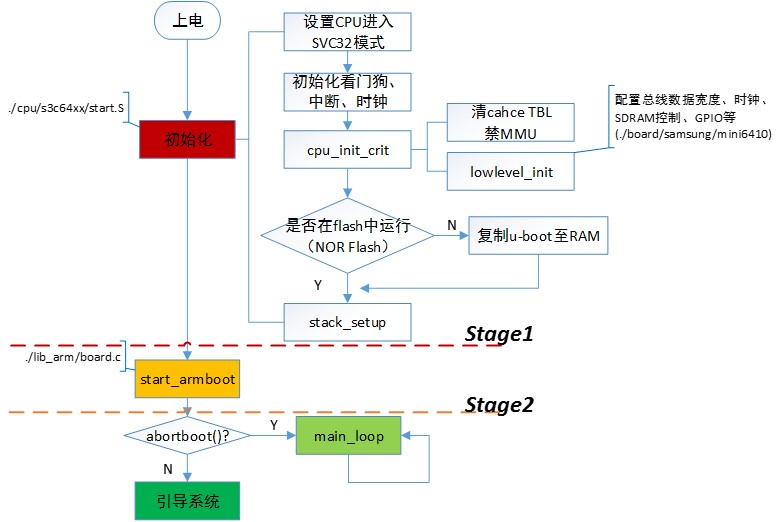 上电
设置CPU进入
SVC32模式
初始化看门狗、
中断、时钟
./cpu/s3c64xx/start.S
初始化
清cahce TBL
禁MMU
配置总线数据宽度、时钟、
SDRAM控制、GPIO等
(./board/samsung/mini6410)
cpu_init_crit
lowlevel_init
是否在flash中运行
（NOR Flash）
N
复制u-boot至RAM
Y
stack_setup
Stage1
./lib_arm/board.c
start_armboot
Stage2
abortboot()?
Y
main_loop
N
引导系统